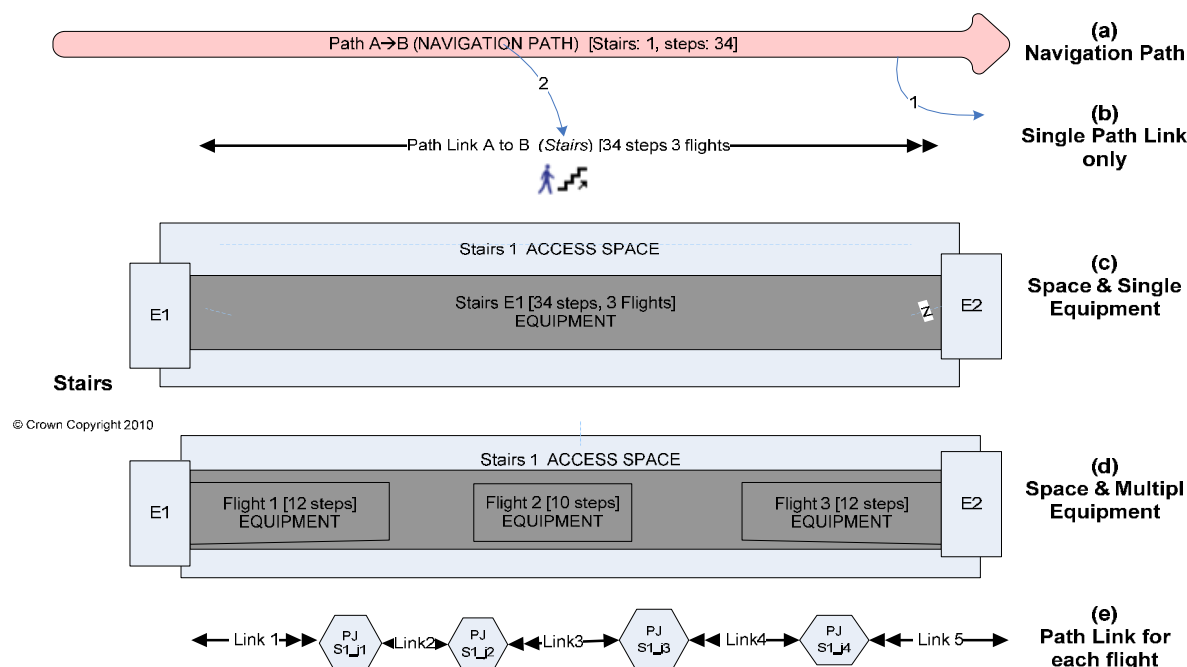 Path A→B (NAVIGATION PATH) [Stairs: 1, steps: 34]
(a)
Navigation Path
2
1
(b)
Single Path Link
only
Path Link A to B (Stairs) [34 steps 3 flights
Stairs 1 ACCESS SPACE
(c)
Space & Single
Equipment
E1
Stairs E1 [34 steps, 3 Flights]
EQUIPMENT
N
E2
Stairs
© Crown Copyright 2010
Stairs 1 ACCESS SPACE
(d)
Space & Multipl
Equipment
E1
Flight 1 [12 steps]
EQUIPMENT
Flight 2 [10 steps]
EQUIPMENT
Flight 3 [12 steps]
EQUIPMENT
E2
(e)
Path Link for
each flight
Link 1
PJ
S1_j1
Link2
PJ
S1_j2
Link3
PJ
S1_j3
Link4
PJ
S1_j4
Link 5